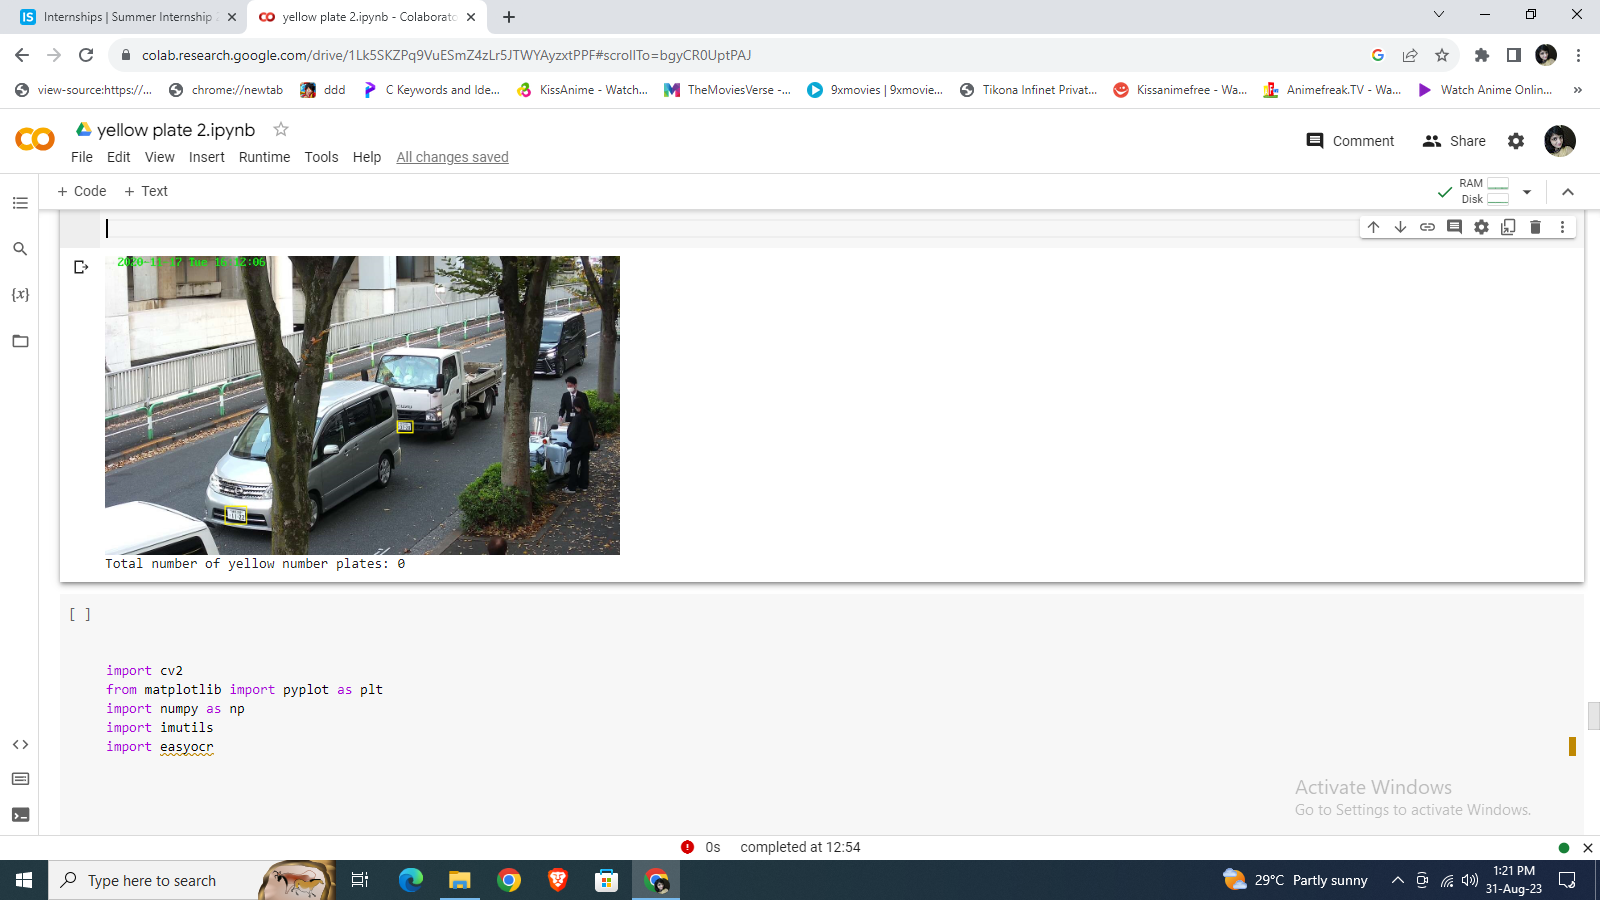 Internships | Summer Internship
yellow plate 2.ipynb - Colaborato
colab.research.google.com/drive/1Lk5SKZPq9VuESmZ4zLr5JTWYAyzxtPPF#scrollTo=bgyCR0UptPAJ
view-source:https://... chrome://newtab ddd C Keywords and Ide... KissAnime - Watch... TheMoviesVerse -... 9xmovies | 9xmovie... Tikona Infinet Privat... Kissanimefree - Wa... Animefreak.TV - Wa... Watch Anime Onlin... »
yellow plate 2.ipynb
File Edit View Insert Runtime Tools Help All changes saved
Comment Share
+ Code + Text
RAM
Disk
{x}
2020-11-17 Tue 16:12:06
Total number of yellow number plates: 0
[ ]
import cv2
from matplotlib import pyplot as plt
import numpy as np
import imutils
import easyocr
Activate Windows
Go to Settings to activate Windows.
0s completed at 12:54
Type here to search
29°C Partly sunny
1:21 PM
31-Aug-23